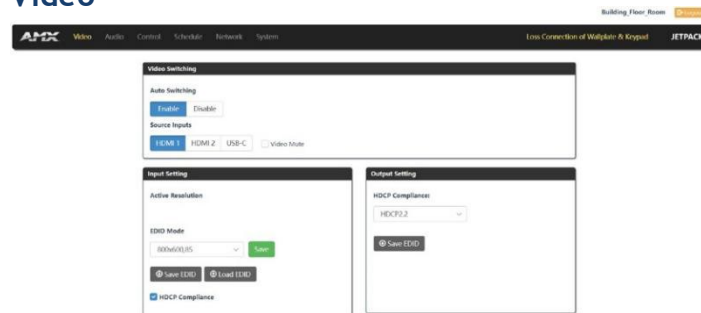 Video
Building_Floor_Room
AMX Video Audio Control Schedule Network System Loss Connection of Wallplate & Keypad JETPACK
Video Switching
Auto Switching
Enable Disable
Source Inputs
HDMI 1 HDMI 2 USB-C Video Mute
Input Setting Output Setting
Active Resolution HDCP Compliance:
HDCP2.2
EDID Mode
800x600,85 Save Save EDID
Save EDID Load EDID
HDCP Compliance